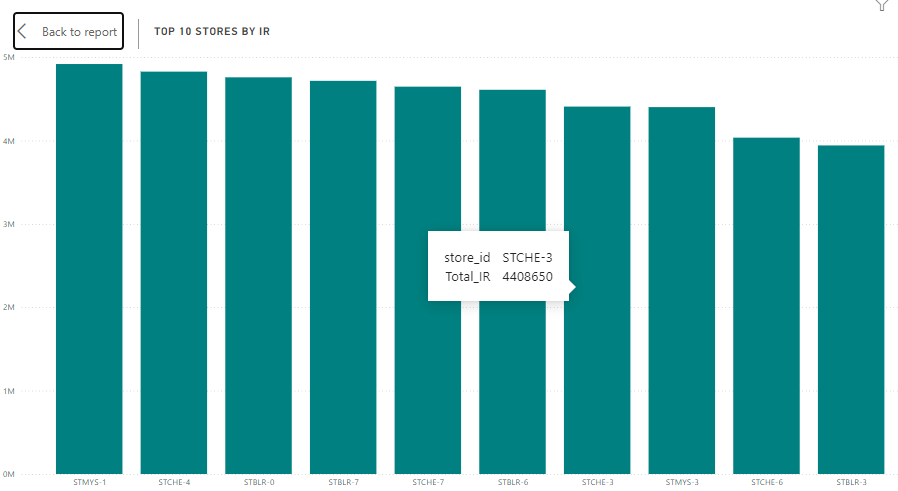 Back to report
TOP 10 STORES BY IR
5M
4M
3M
2M
1M
0M
store_id STCHE-3
Total_IR 4408650
STMYS-1 STCHE-4 STBLR-0 STBLR-7 STCHE-7 STBLR-6 STCHE-3 STMYS-3 STCHE-6 STBLR-3